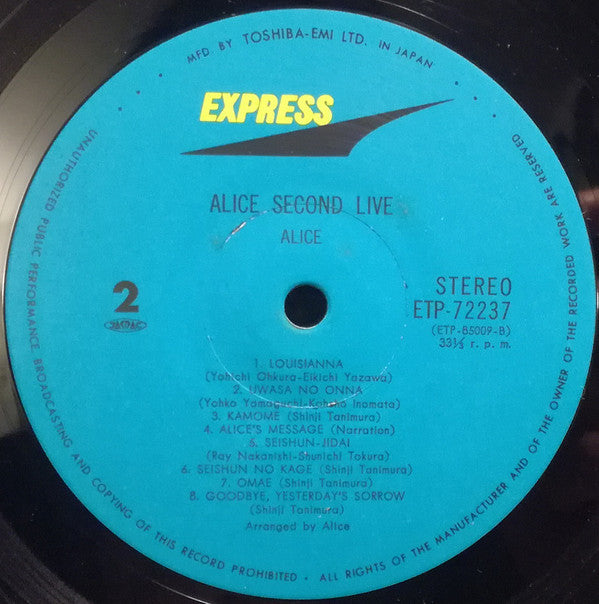 MFD. BY TOSHIBA-EMI LTD. IN JAPAN
EXPRESS
ALICE SECOND LIVE
ALICE
2
JASRAC
STEREO
ETP-72237
(ETP-85009-B)
33⅓ r. p. m.
1. LOUISIANNA
(Yohichi Ohkura-Eikichi Yazawa)
2. UWASA NO ONNA
(Yohko Yamaguchi-Kohsho Inomata)
3. KAMOME (Shinji Tanimura)
4. ALICE'S MESSAGE (Narration)
5. SEISHUN-JIDAI
(Ray Nakanishi-Shunichi Tokura)
6. SEISHUN NO KAGE (Shinji Tanimura)
7. OMAE (Shinji Tanimura)
8. GOODBYE, YESTERDAY'S SORROW
(Shinji Tanimura)
Arranged by Alice
UNAUTHORIZED PUBLIC PERFORMANCE, BROADCASTING AND COPYING OF THIS RECORD PROHIBITED - ALL RIGHTS OF THE MANUFACTURER AND OF THE OWNER OF THE RECORDED WORK ARE RESERVED